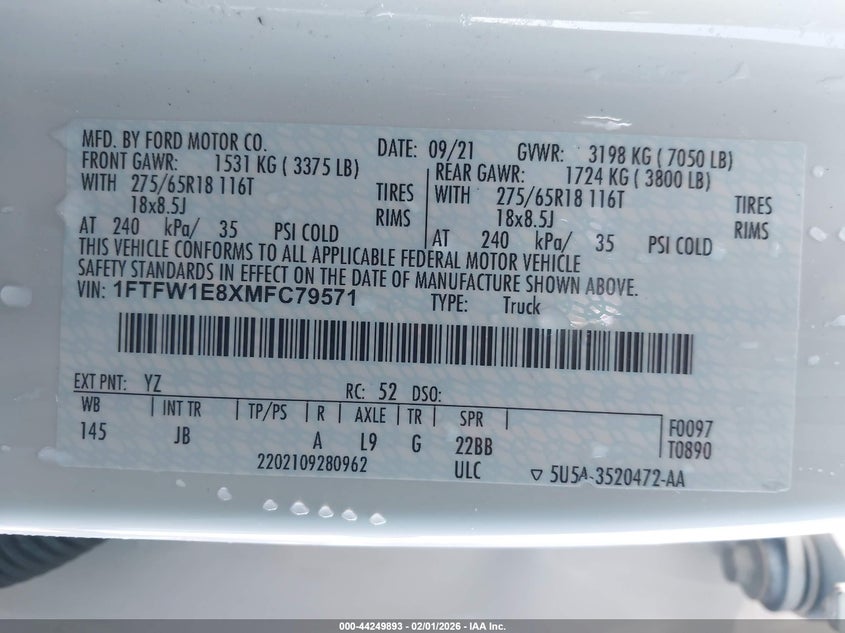 MFD. BY FORD MOTOR CO. DATE: 09/21 GVWR: 3198 KG ( 7050 LB)
FRONT GAWR: 1531 KG ( 3375 LB) REAR GAWR: 1724 KG ( 3800 LB)
WITH 275/65R18 116T TIRES WITH 275/65R18 116T TIRES
18x8.5J RIMS 18x8.5J RIMS
AT 240 kPa/ 35 PSI COLD AT 240 kPa/ 35 PSI COLD
THIS VEHICLE CONFORMS TO ALL APPLICABLE FEDERAL MOTOR VEHICLE
SAFETY STANDARDS IN EFFECT ON THE DATE OF MANUFACTURE SHOWN ABOVE.
VIN: 1FTFW1E8XMFC79571 TYPE: Truck
EXT PNT: YZ RC: 52 DSO:
WB INT TR TP/PS R AXLE TR SPR F0097
145 JB A L9 G 22BB T0890
2202109280962 ULC ▽ 5U5A-3520472-AA
000-44249893 - 02/01/2026 - IAA Inc.